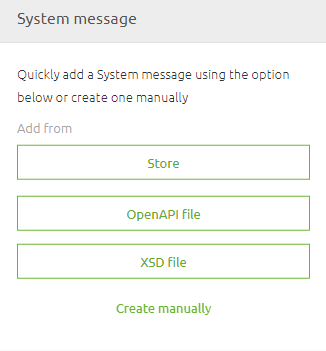 System message
Quickly add a System message using the option
below or create one manually
Add from
Store
OpenAPI file
XSD file
Create manually